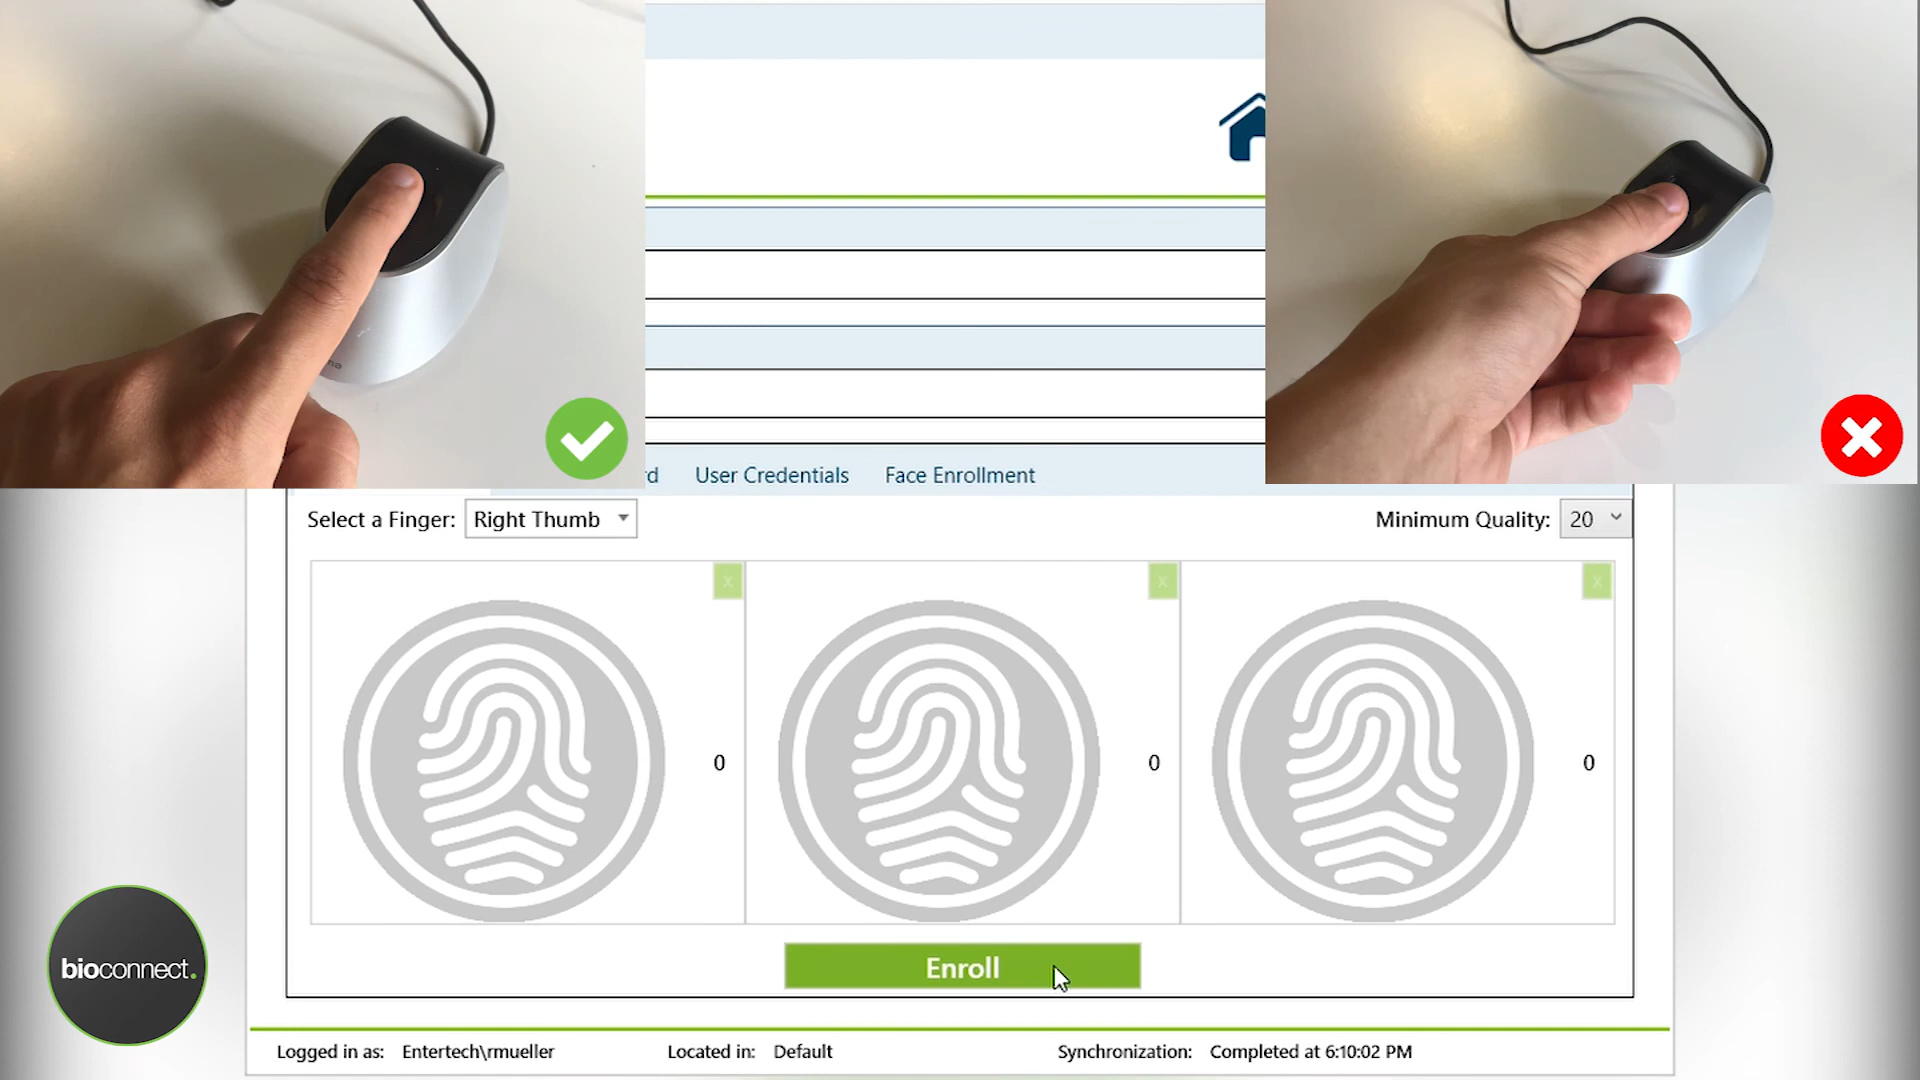 d User Credentials Face Enrollment
Select a Finger: Right Thumb Minimum Quality: 20
x x x
0 0 0
Enroll
bioconnect.
Logged in as: Entertech\rmueller Located in: Default Synchronization: Completed at 6:10:02 PM